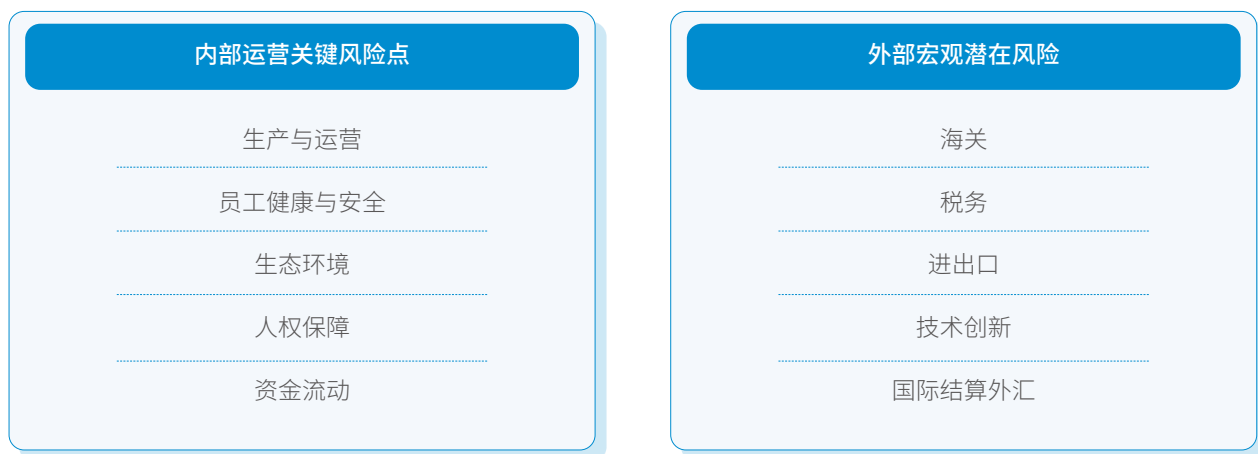 内部运营关键风险点
生产与运营
员工健康与安全
生态环境
人权保障
资金流动
外部宏观潜在风险
海关
税务
进出口
技术创新
国际结算外汇